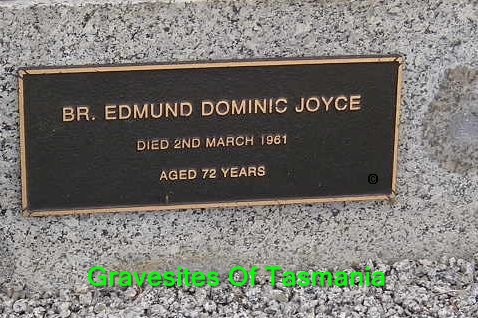 BR. EDMUND DOMINIC JOYCE
DIED 2ND MARCH 1961
AGED 72 YEARS
©
Gravesites Of Tasmania